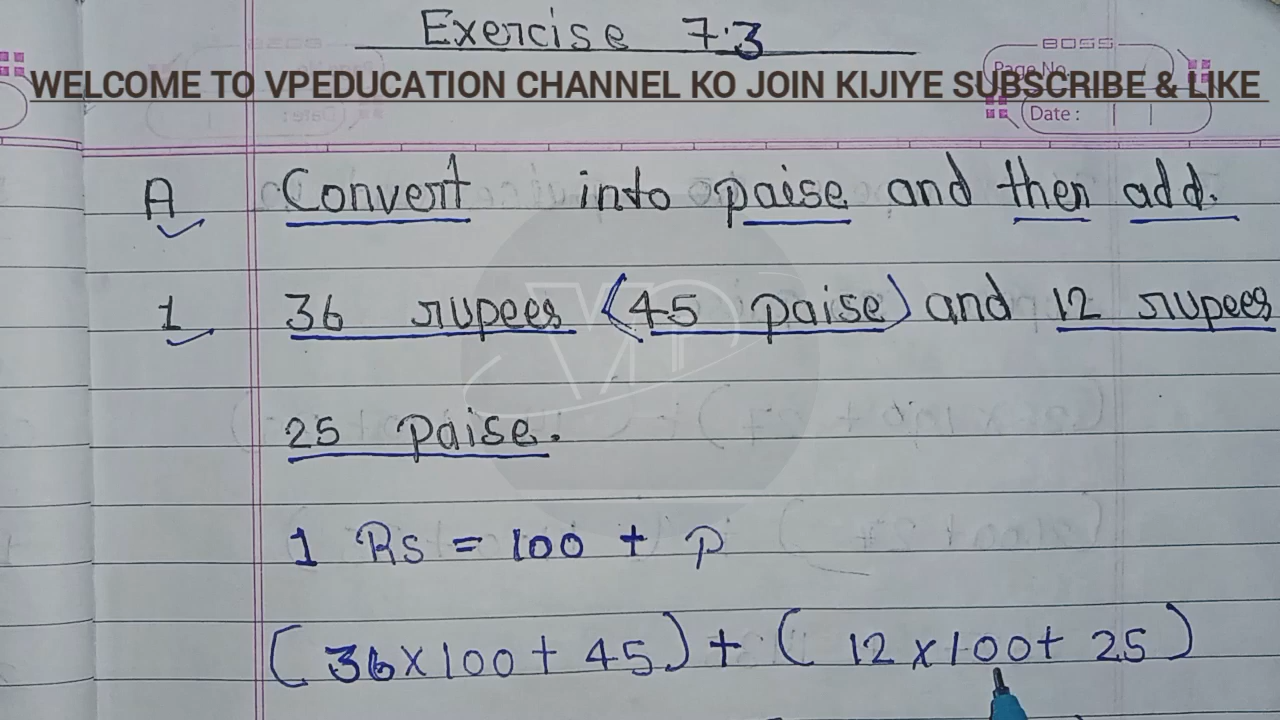 Exercise 7.3
BOSS
Page No.
WELCOME TO VPEDUCATION CHANNEL KO JOIN KIJIYE SUBSCRIBE & LIKE
Date :
A Convert into paise and then add.
1 36 rupees (45 paise) and 12 rupees
25 paise.
VP
1 Rs = 100 + P
(36×100+ 45) + ( 12 ×100+ 25)